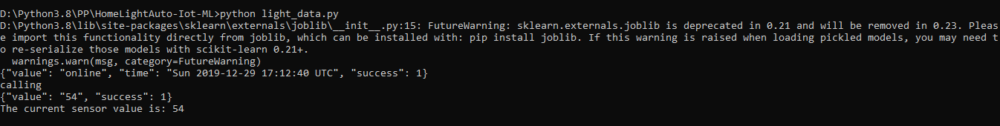 D:\Python3.8\PP\HomeLightAuto-Iot-ML>python light_data.py
D:\Python3.8\lib\site-packages\sklearn\externals\joblib\__init__.py:15: FutureWarning: sklearn.externals.joblib is deprecated in 0.21 and will be removed in 0.23. Pleas
e import this functionality directly from joblib, which can be installed with: pip install joblib. If this warning is raised when loading pickled models, you may need t
o re-serialize those models with scikit-learn 0.21+.
  warnings.warn(msg, category=FutureWarning)
{"value": "online", "time": "Sun 2019-12-29 17:12:40 UTC", "success": 1}
calling
{"value": "54", "success": 1}
The current sensor value is: 54